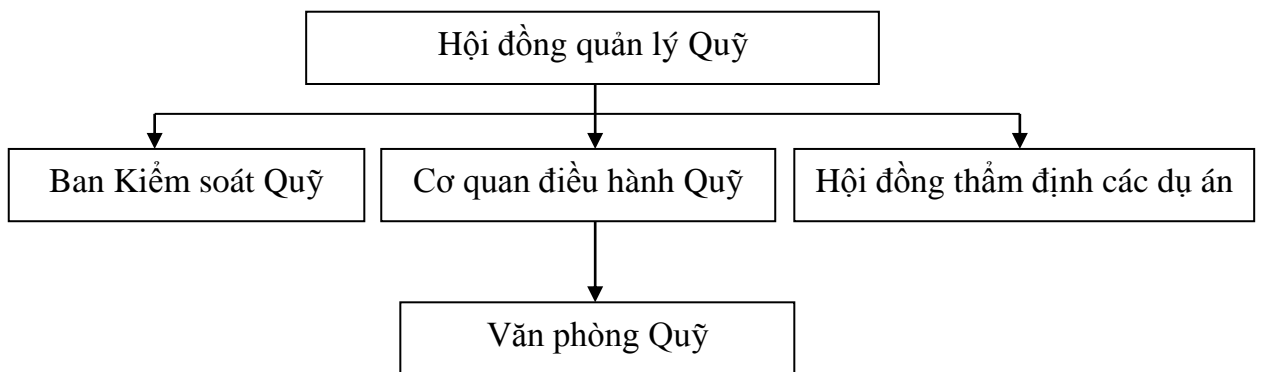 Hội đồng quản lý Quỹ
Ban Kiểm soát Quỹ
Cơ quan điều hành Quỹ
Hội đồng thẩm định các dụ án
Văn phòng Quỹ